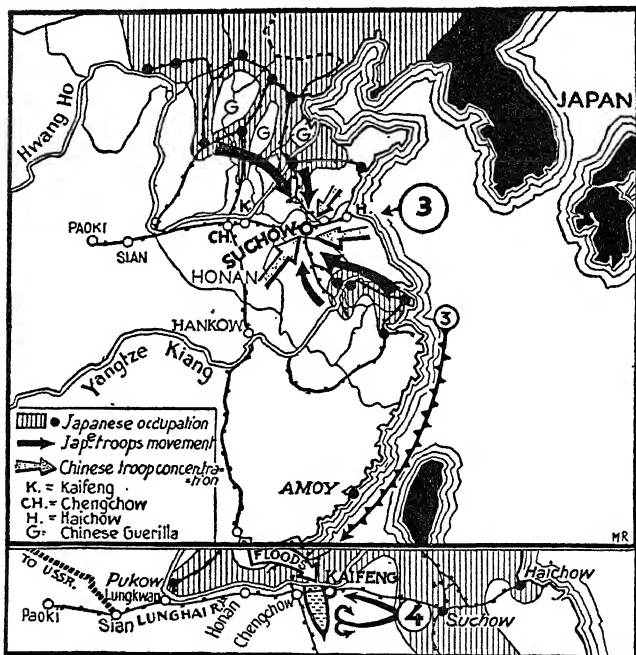 JAPAN
Hwang Ho
G
G
G
3
K
H
PAOKI
SIAN
CH.
SUCHOW
HONAN
HANKOW
3
Yangtze Kiang
Japanese occupation
Jap^e troops movement
Chinese troop concentra-
-tion
K. = Kaifeng
CH. = Chengchow
H. = Haichow
G = Chinese Guerilla
AMOY
MR
TO USSR.
FLOODS
Pukow
Lungkwan
KAIFENG
Haichow
Paoki
Sian
LUNGHAI Ry.
Honan
Chengchow
4
Suchow